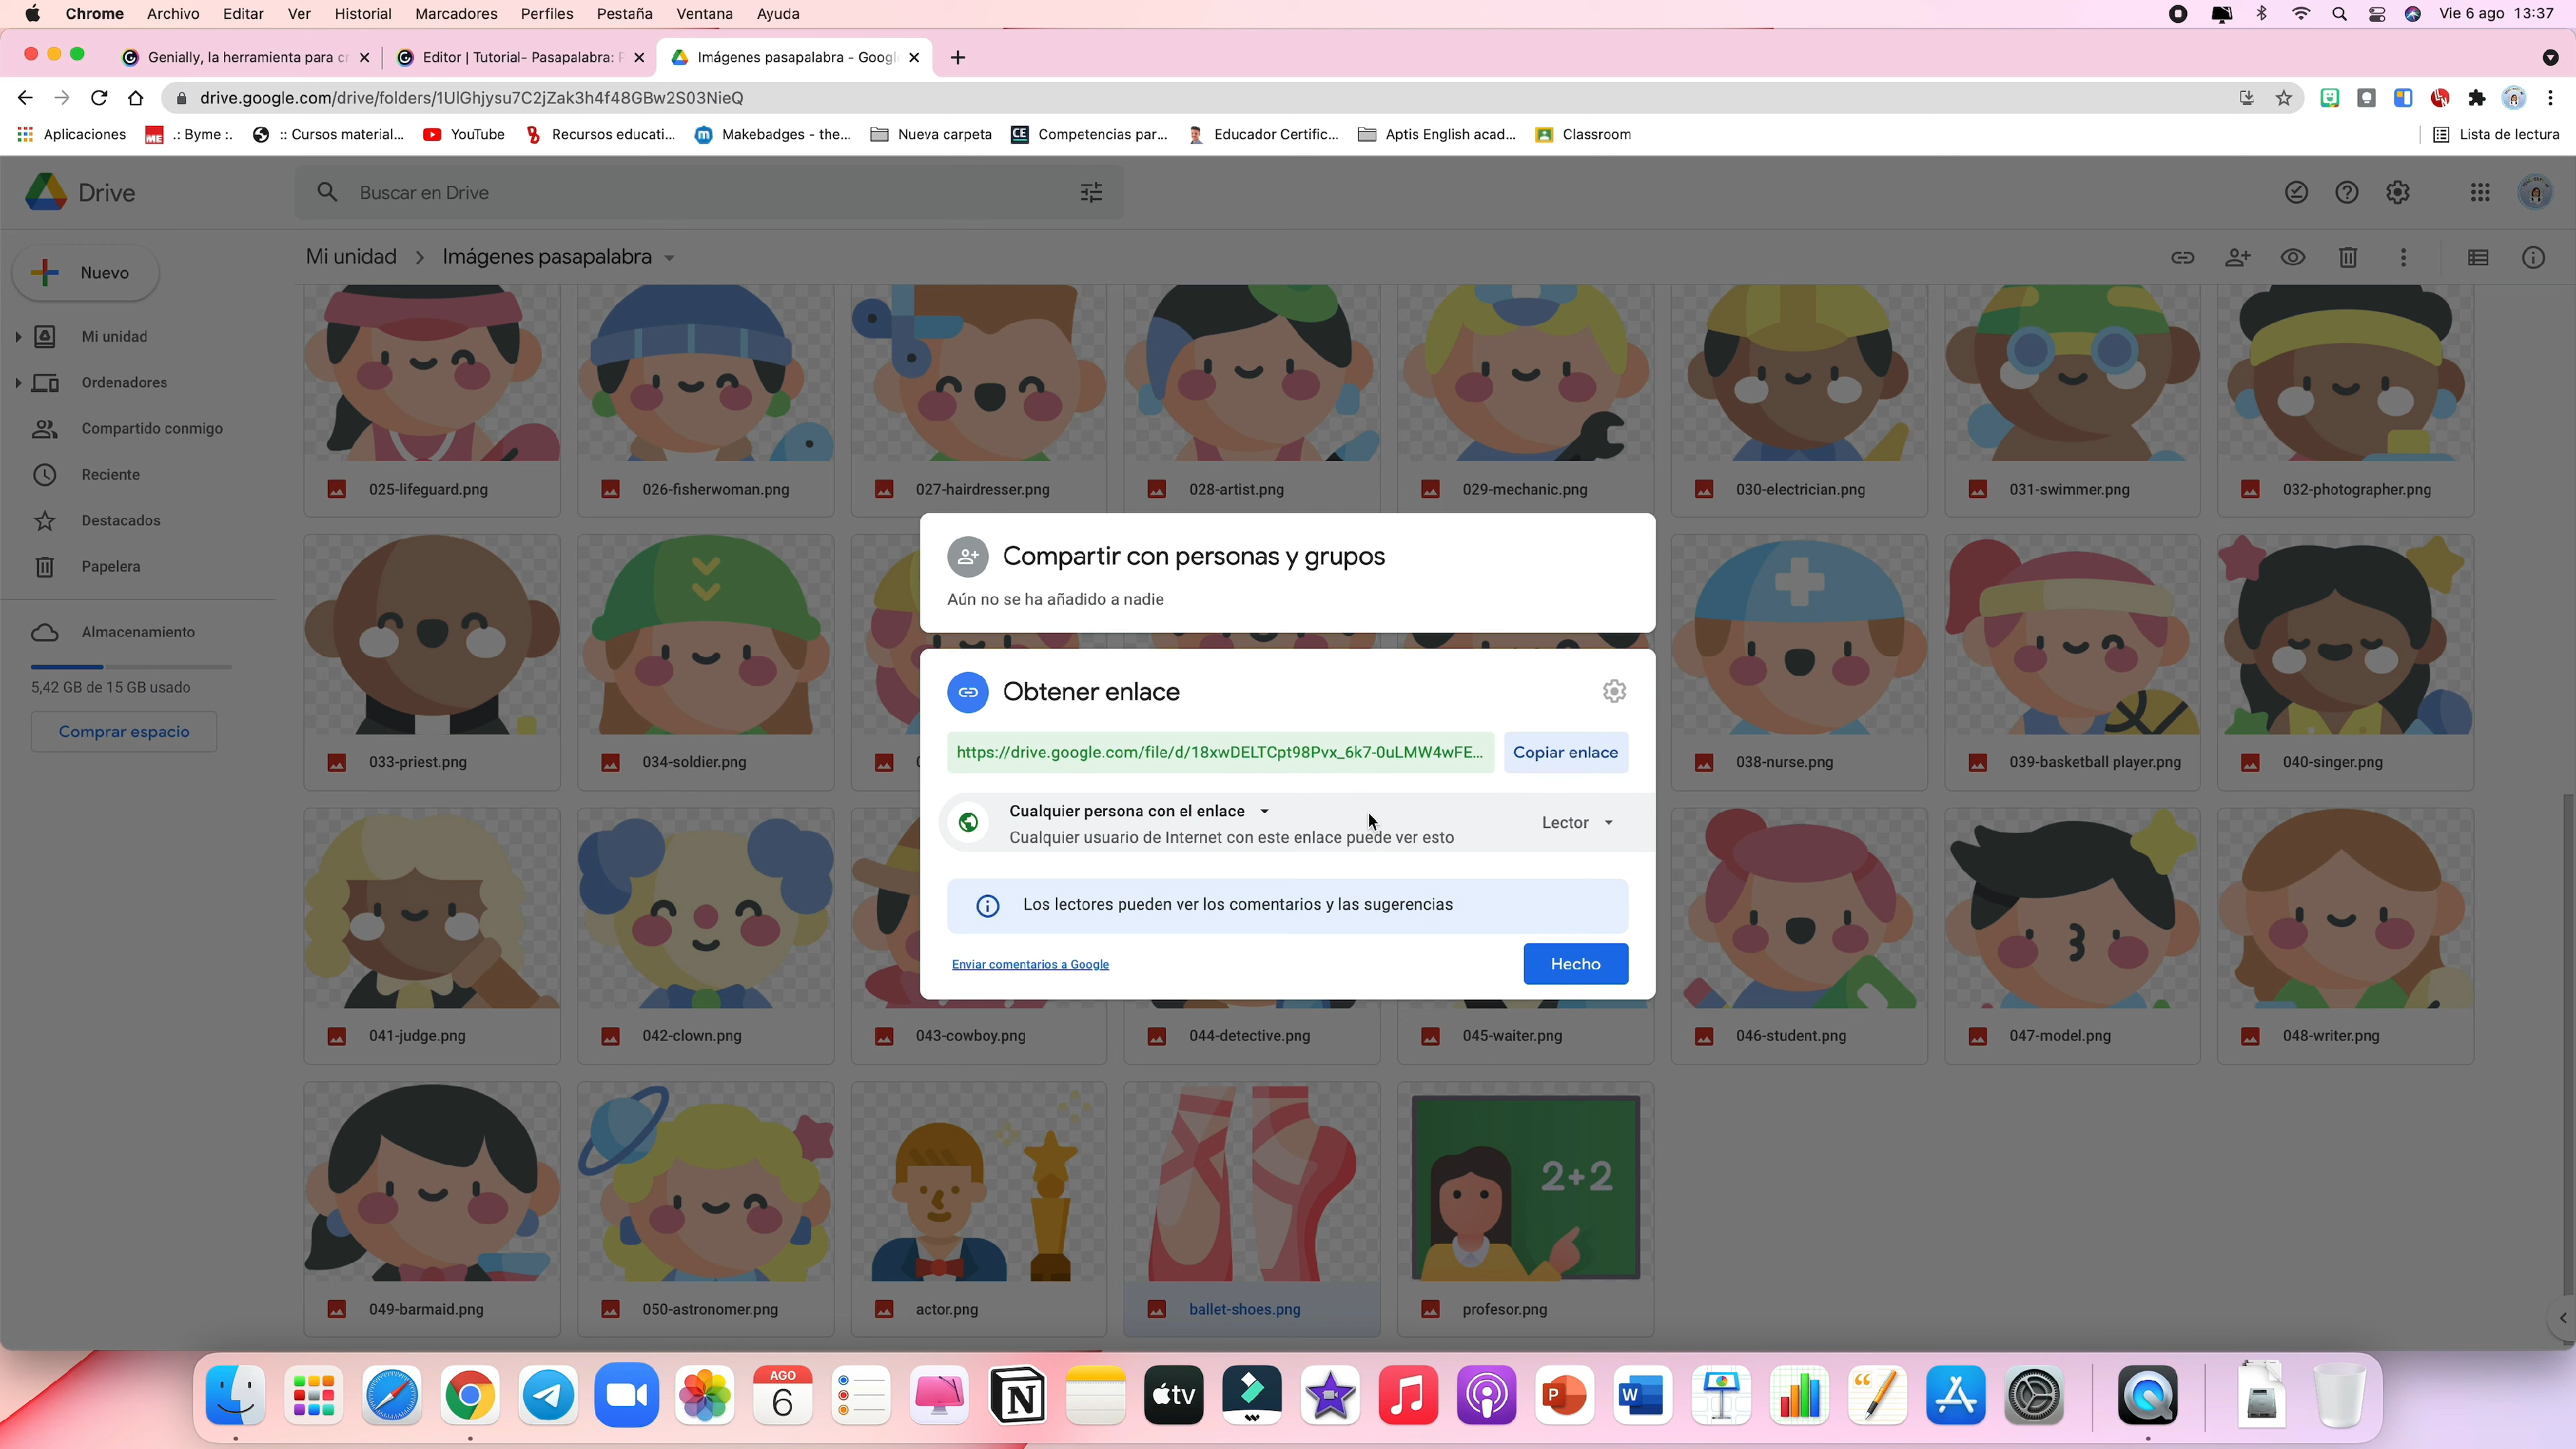 Chrome Archivo Editar Ver Historial Marcadores Perfiles Pestaña Ventana Ayuda Vie 6 ago 13:37
Genially, la herramienta para cr Editor | Tutorial- Pasapalabra: Imágenes pasapalabra - Googl
drive.google.com/drive/folders/1UlGhjysu7C2jZak3h4f48GBw2S03NieQ
Aplicaciones .: Byme :. :: Cursos material... YouTube Recursos educati... Makebadges - the... Nueva carpeta Competencias par... Educador Certific... Aptis English acad... Classroom Lista de lectura
Drive Buscar en Drive
Mi unidad Imágenes pasapalabra
Nuevo
Mi unidad
Ordenadores
Compartido conmigo
Reciente
Destacados
Papelera
Almacenamiento
5,42 GB de 15 GB usado
Comprar espacio
025-lifeguard.png 026-fisherwoman.png 027-hairdresser.png 028-artist.png 029-mechanic.png 030-electrician.png 031-swimmer.png 032-photographer.png
Compartir con personas y grupos
Aún no se ha añadido a nadie
Obtener enlace
https://drive.google.com/file/d/18xwDELTCpt98Pvx_6k7-0uLMW4wFE... Copiar enlace
Cualquier persona con el enlace
Cualquier usuario de Internet con este enlace puede ver esto
Lector
Los lectores pueden ver los comentarios y las sugerencias
Enviar comentarios a Google Hecho
033-priest.png 034-soldier.png 038-nurse.png 039-basketball player.png 040-singer.png
041-judge.png 042-clown.png 043-cowboy.png 044-detective.png 045-waiter.png 046-student.png 047-model.png 048-writer.png
2+2
049-barmaid.png 050-astronomer.png actor.png ballet-shoes.png profesor.png
AGO
6
tv
P
W